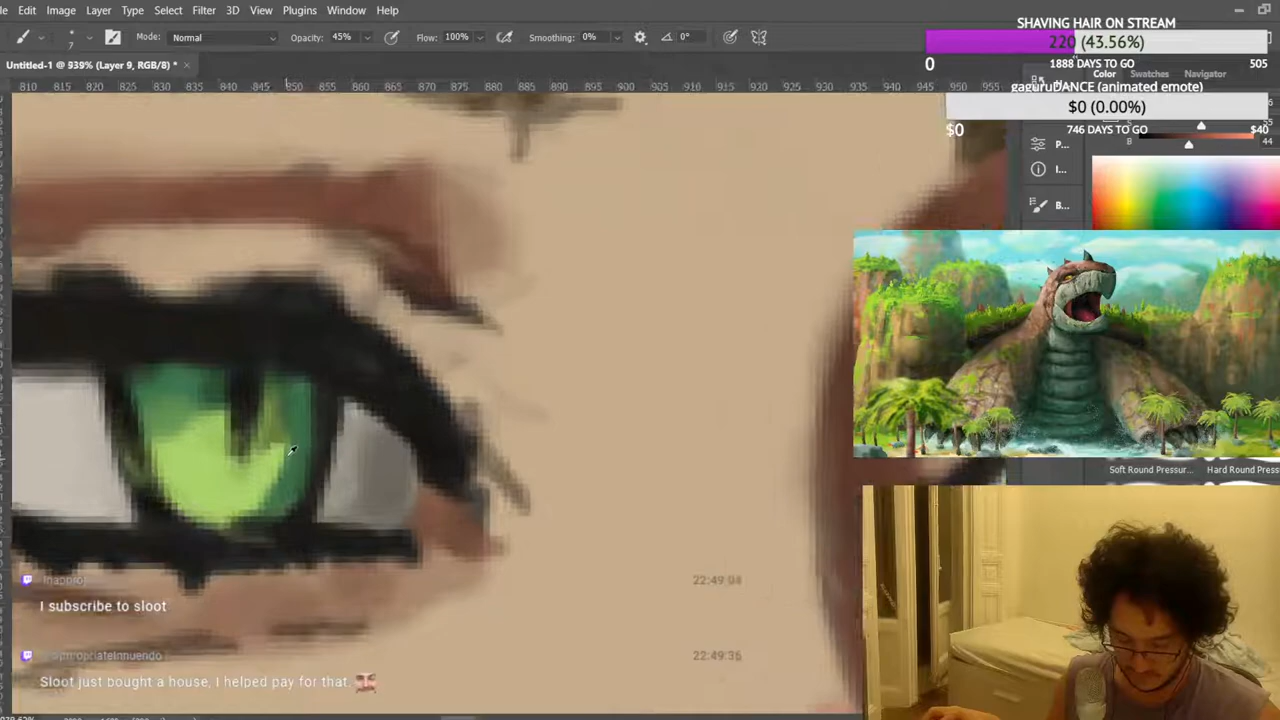 Edit Image Layer Type Select Filter 3D View Plugins Window Help
Mode: Normal Opacity: 45% Flow: 100% Smoothing: 0% 0°
Untitled-1 @ 939% (Layer 9, RGB/8) *
810 815 820 825 830 835 840 845 850 855 860 865 870 875 880 885 890 895 900 905 910 915 920 925 930 935 940 945 950 955
SHAVING HAIR ON STREAM
220 (43.56%)
0 1888 DAYS TO GO 505
Color Swatches Navigator
gaguruDANCE (animated emote)
$0 (0.00%)
$0 746 DAYS TO GO $40
B 44
P...
I...
B...
Soft Round Pressur... Hard Round Pressur
22:49:04
I subscribe to sloot
22:49:36
Sloot just bought a house, I helped pay for that.